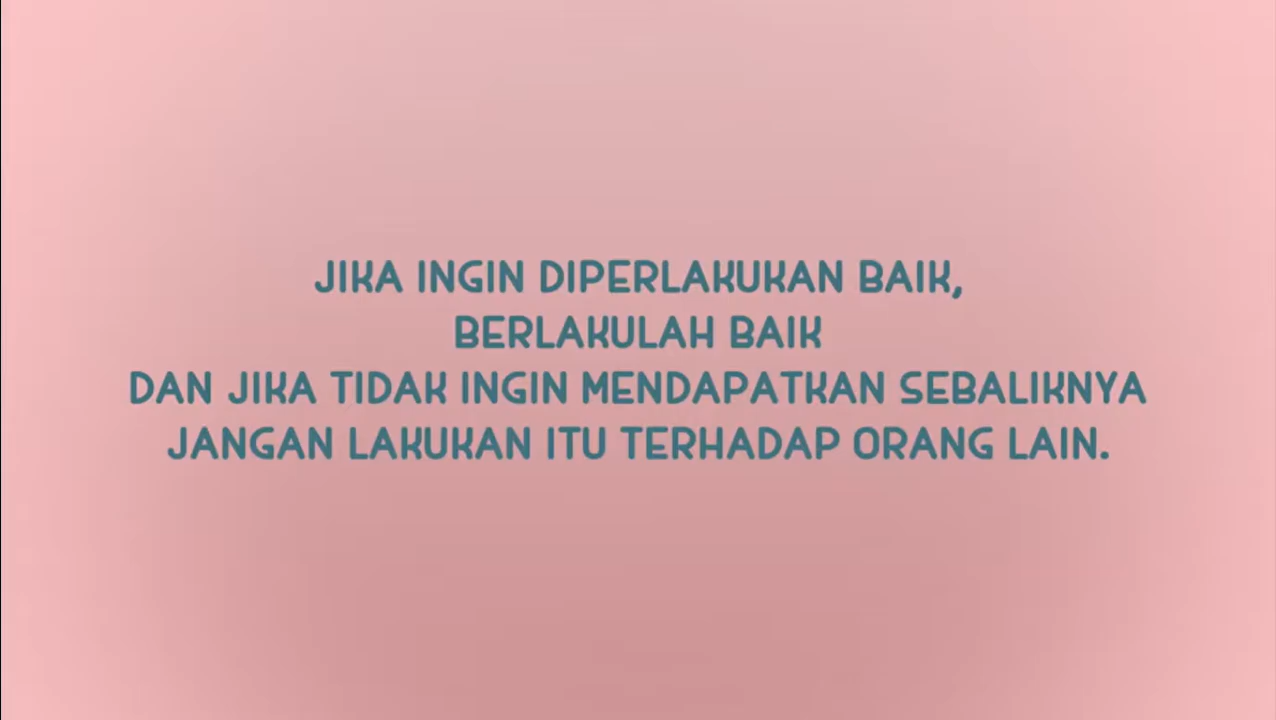 JIKA INGIN DIPERLAKUKAN BAIK,
BERLAKULAH BAIK
DAN JIKA TIDAK INGIN MENDAPATKAN SEBALIKNYA
JANGAN LAKUKAN ITU TERHADAP ORANG LAIN.